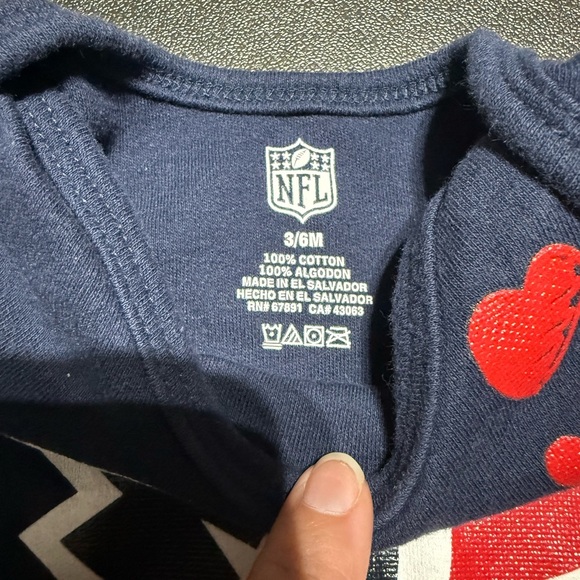 NFL
3/6M
100% COTTON
100% ALGODON
MADE IN EL SALVADOR
HECHO EN EL SALVADOR
RN# 67891 CA# 43063